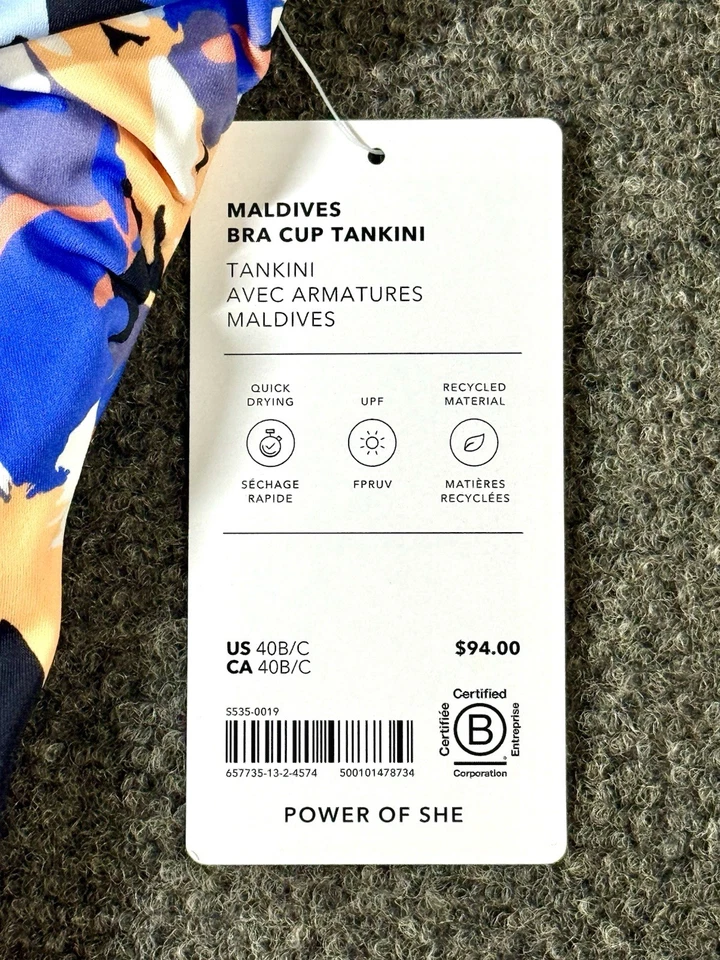 MALDIVES
BRA CUP TANKINI
TANKINI
AVEC ARMATURES
MALDIVES
QUICK
DRYING
UPF
RECYCLED
MATERIAL
SÉCHAGE
RAPIDE
FPRUV
MATIÈRES
RECYCLÉES
US 40B/C
CA 40B/C
$94.00
S535-0019
657735-13-2-4574 500101478734
Certified
Certifiée
B
Entreprise
Corporation
POWER OF SHE